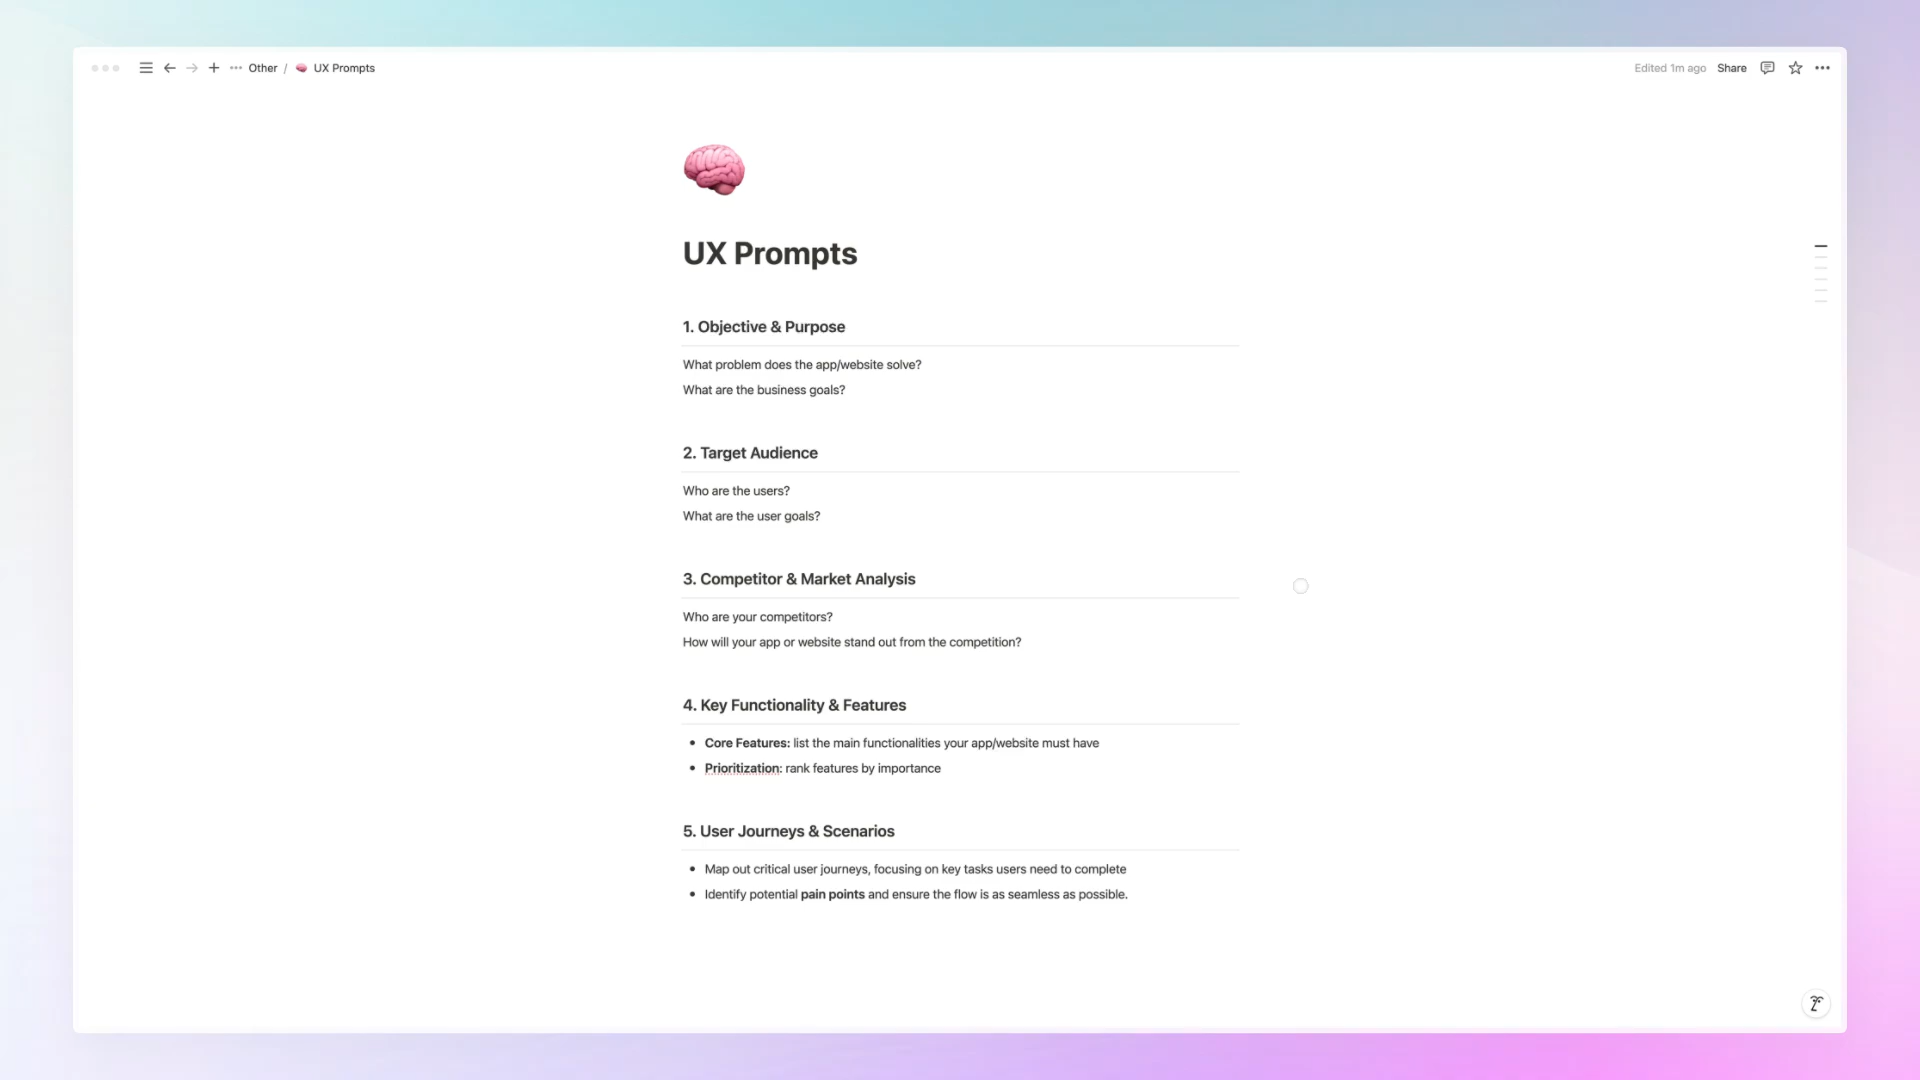 Other / UX Prompts
Edited 1m ago Share
UX Prompts
1. Objective & Purpose
What problem does the app/website solve?
What are the business goals?
2. Target Audience
Who are the users?
What are the user goals?
3. Competitor & Market Analysis
Who are your competitors?
How will your app or website stand out from the competition?
4. Key Functionality & Features
• Core Features: list the main functionalities your app/website must have
• Prioritization: rank features by importance
5. User Journeys & Scenarios
• Map out critical user journeys, focusing on key tasks users need to complete
• Identify potential pain points and ensure the flow is as seamless as possible.